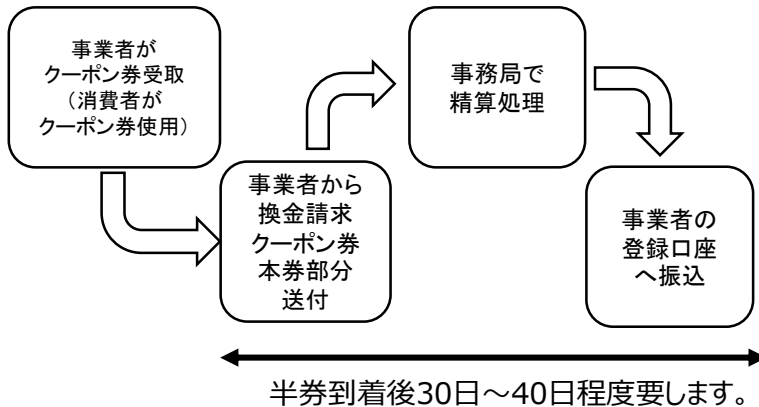 事業者が
クーポン券受取
（消費者が
クーポン券使用）
事業者から
換金請求
クーポン券
本券部分
送付
事務局で
精算処理
事業者の
登録口座
へ振込
半券到着後30日～40日程度要します。